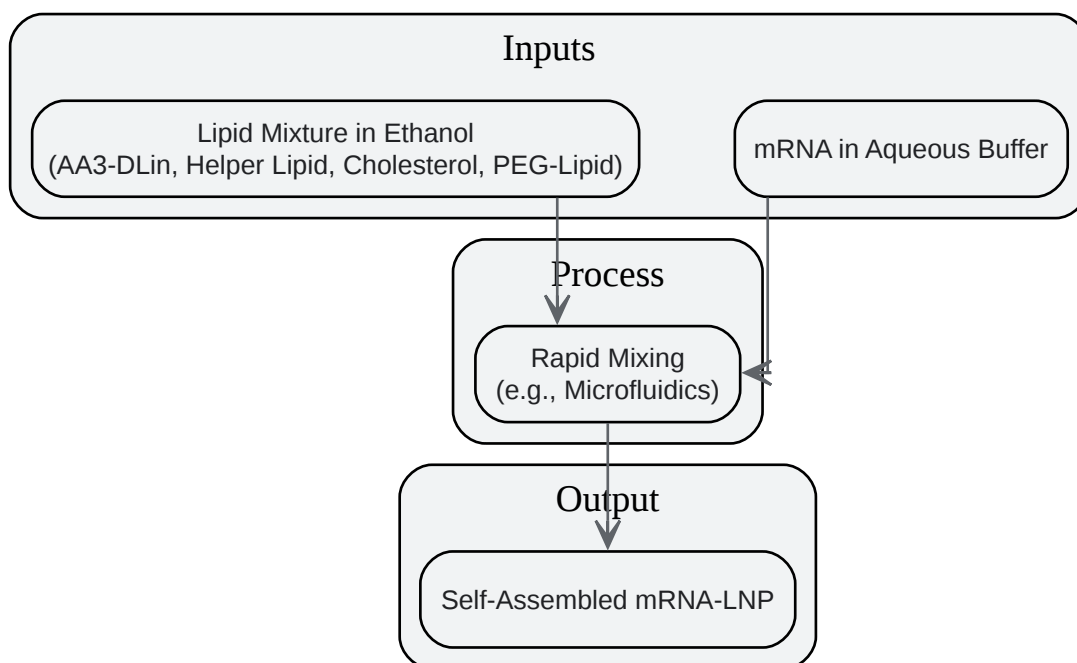 Inputs
Lipid Mixture in Ethanol
(AA3-DLin, Helper Lipid, Cholesterol, PEG-Lipid)
mRNA in Aqueous Buffer
Process
Rapid Mixing
(e.g., Microfluidics)
Output
Self-Assembled mRNA-LNP